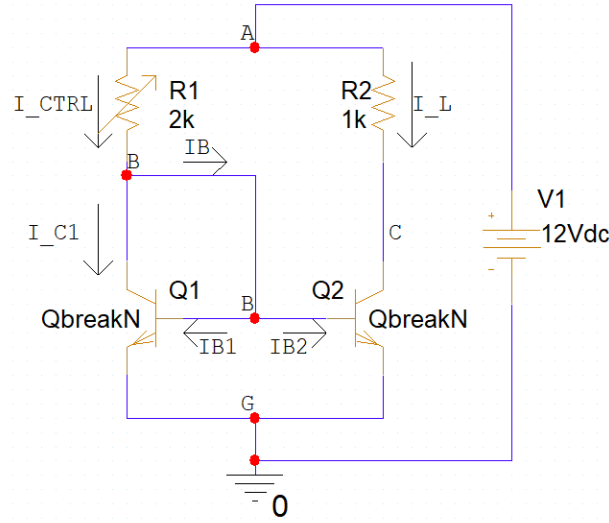 A
I_CTRL
R1
2k
R2
1k
I_L
IB
B
V1
+
12Vdc
-
I_C1
C
Q1
B
Q2
QbreakN
QbreakN
IB1
IB2
G
0